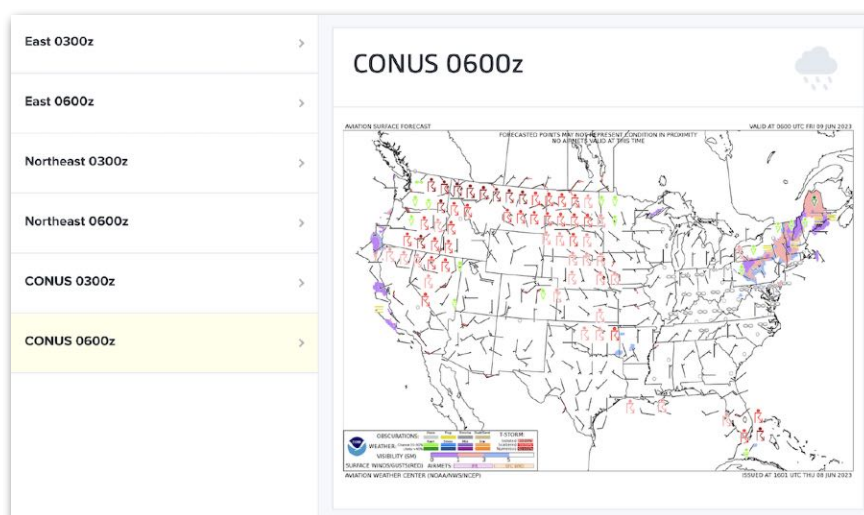 East 0300z
East 0600z
Northeast 0300z
Northeast 0600z
CONUS 0300z
CONUS 0600z
CONUS 0600z
AVIATION SURFACE FORECAST
VALID AT 0600 UTC FRI 09 JUN 2023
FORECASTED POINTS MAY NOT REPRESENT CONDITION IN PROXIMITY
NO AIRMETS VALID AT THIS TIME
OBSCURATIONS:
T-STORM:
WEATHER:
VISIBILITY (SM)
SURFACE WINDS/GUSTS(RED)
AIRMETS
AVIATION WEATHER CENTER (NOAA/NWS/NCEP)
ISSUED AT 1601 UTC THU 08 JUN 2023